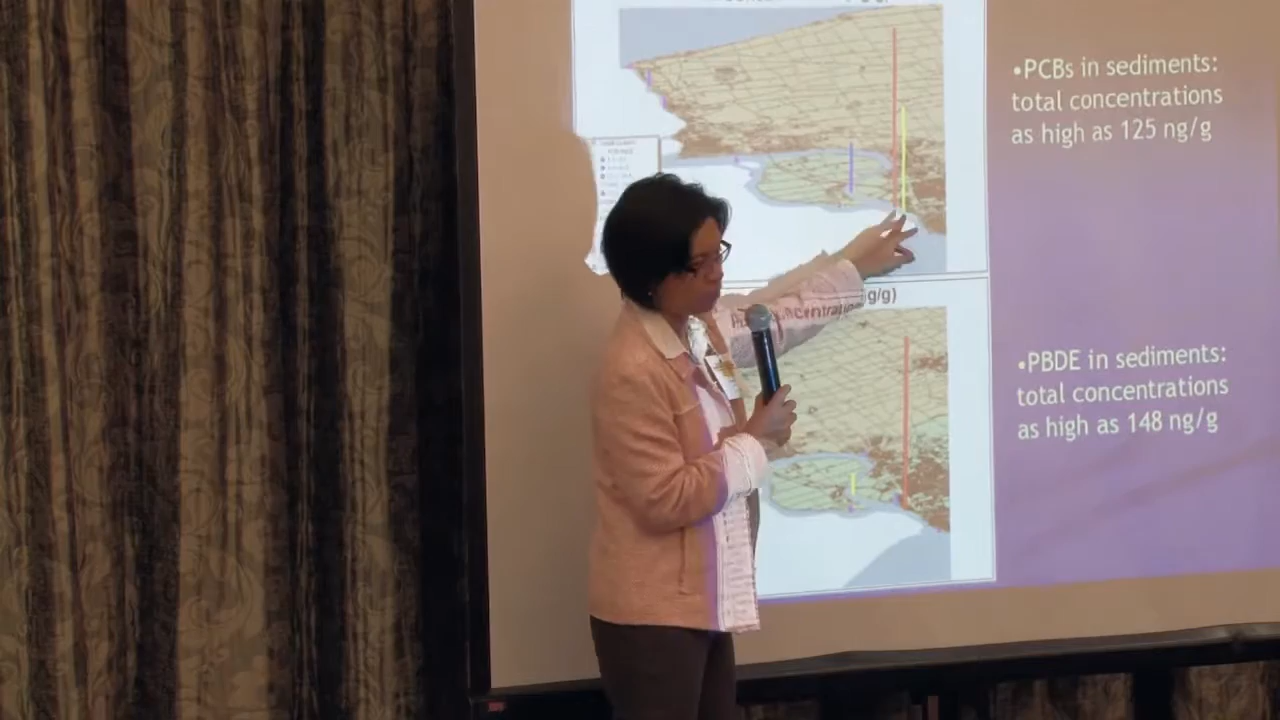 •PCBs in sediments:
total concentrations
as high as 125 ng/g
g/g)
•PBDE in sediments:
total concentrations
as high as 148 ng/g